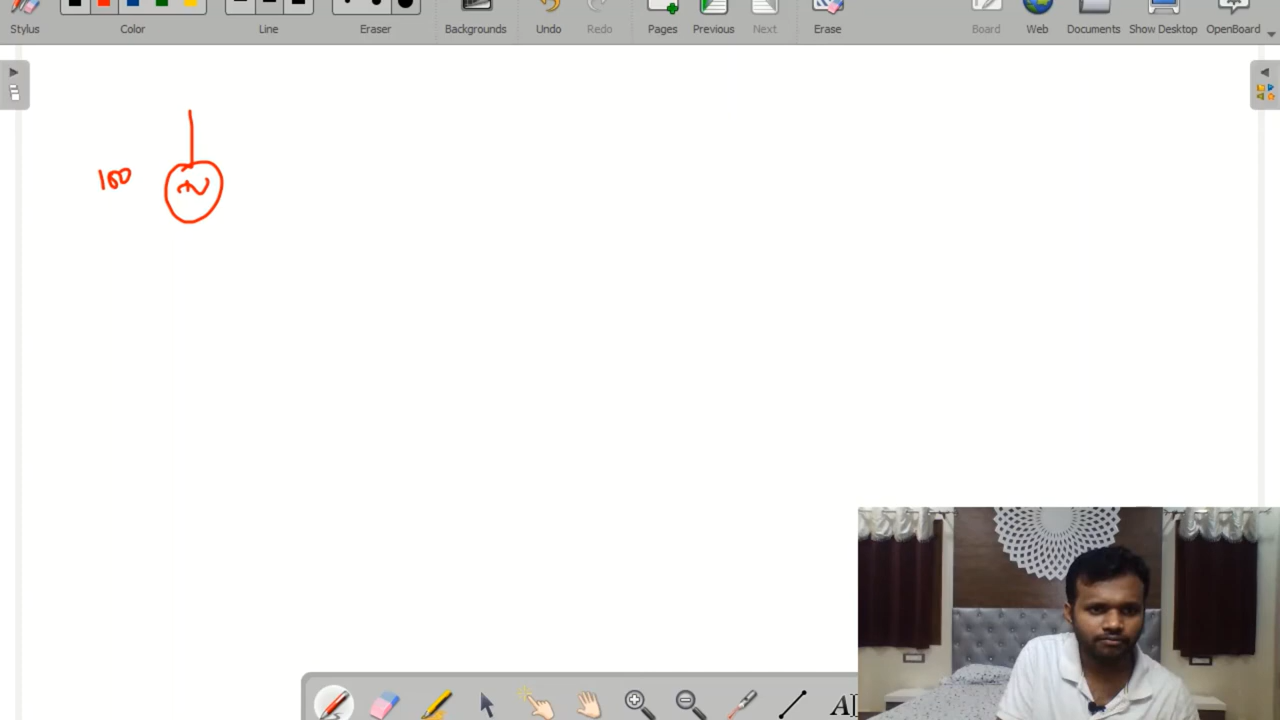 Stylus
Color
Line
Eraser
Backgrounds
Undo
Redo
Pages
Previous
Next
Erase
Board
Web
Documents
Show Desktop
OpenBoard
100
A